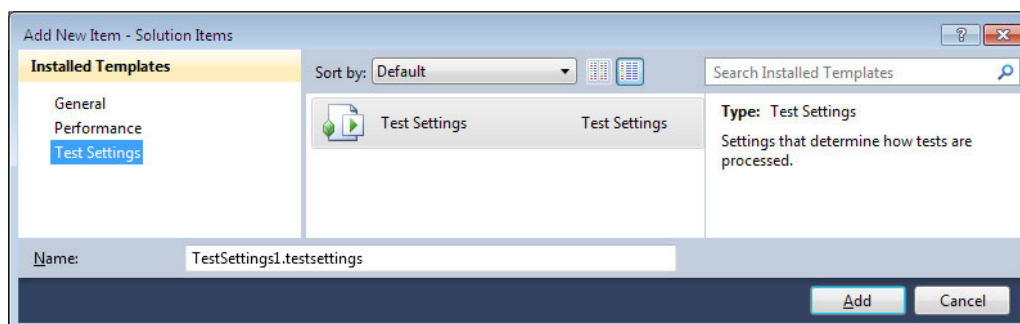 Add New Item - Solution Items
Installed Templates
General
Performance
Test Settings
Sort by: Default
Test Settings Test Settings
Search Installed Templates
Type: Test Settings
Settings that determine how tests are
processed.
Name: TestSettings1.testsettings
Add Cancel